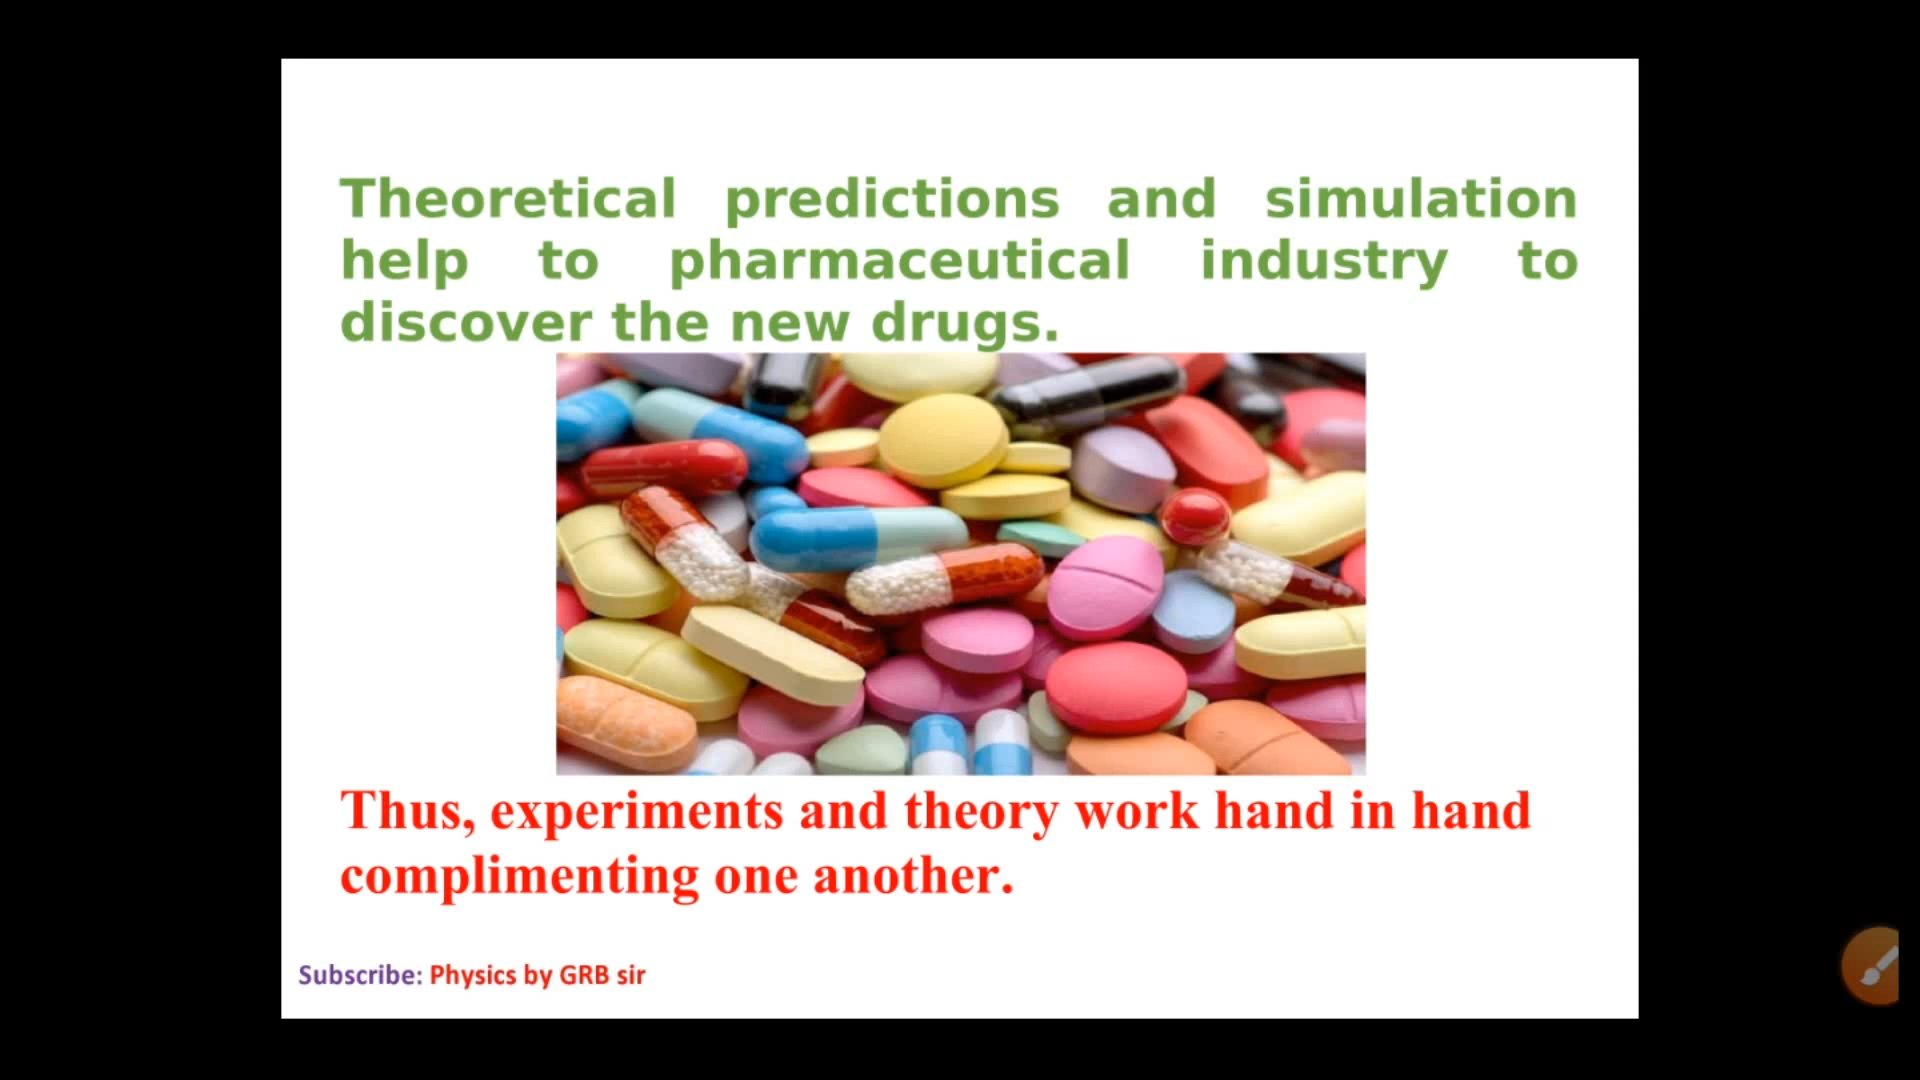 Theoretical predictions and simulation
help to pharmaceutical industry to
discover the new drugs.
Thus, experiments and theory work hand in hand
complimenting one another.
Subscribe: Physics by GRB sir